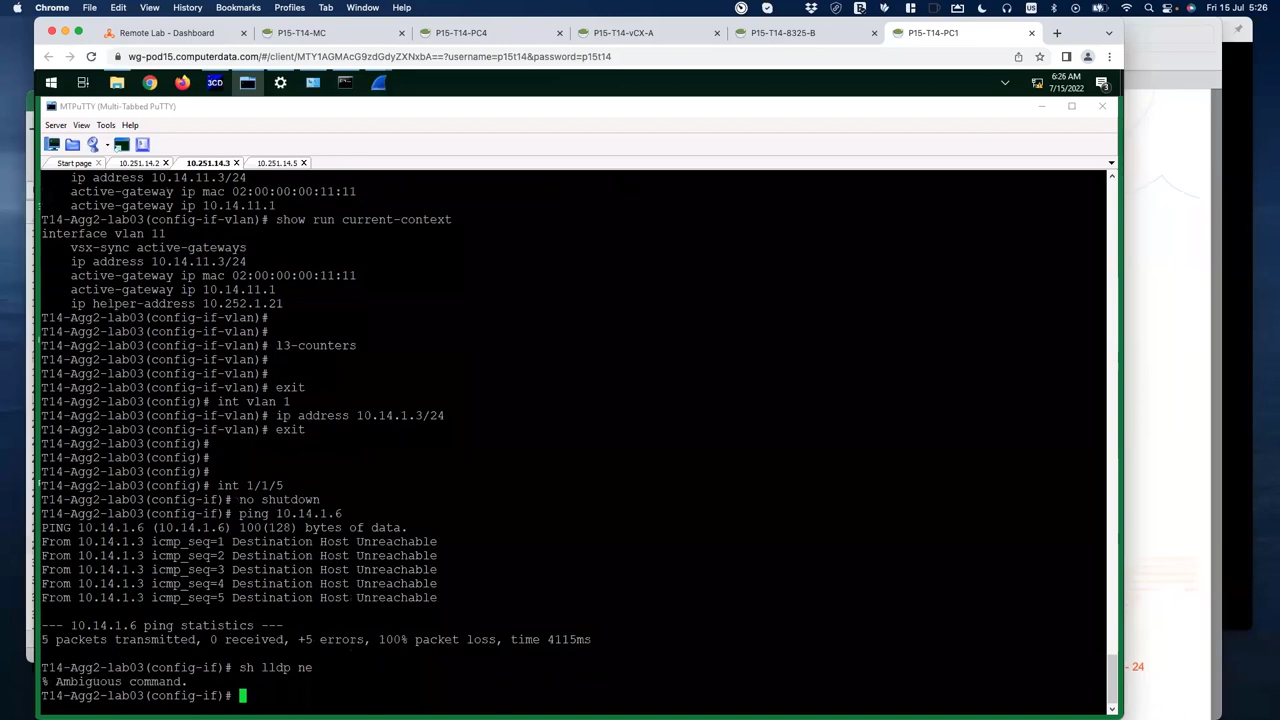 Chrome File Edit View History Bookmarks Profiles Tab Window Help
Fri 15 Jul 5:26
Remote Lab - Dashboard
P15-T14-MC
P15-T14-PC4
P15-T14-vCX-A
P15-T14-8325-B
P15-T14-PC1
wg-pod15.computerdata.com/#/client/MTY1AGMAcG9zdGdyZXNxbA==?username=p15t14&password=p15t14
3CD
6:26 AM
7/15/2022
3
MTPuTTY (Multi-Tabbed PuTTY)
Server View Tools Help
Start page
10.251.14.2
10.251.14.3
10.251.14.5
ip address 10.14.11.3/24
active-gateway ip mac 02:00:00:00:11:11
active-gateway ip 10.14.11.1
T14-Agg2-lab03(config-if-vlan)# show run current-context
interface vlan 11
vsx-sync active-gateways
ip address 10.14.11.3/24
active-gateway ip mac 02:00:00:00:11:11
active-gateway ip 10.14.11.1
ip helper-address 10.252.1.21
T14-Agg2-lab03(config-if-vlan)#
T14-Agg2-lab03(config-if-vlan)#
T14-Agg2-lab03(config-if-vlan)# l3-counters
T14-Agg2-lab03(config-if-vlan)#
T14-Agg2-lab03(config-if-vlan)#
T14-Agg2-lab03(config-if-vlan)# exit
T14-Agg2-lab03(config)# int vlan 1
T14-Agg2-lab03(config-if-vlan)# ip address 10.14.1.3/24
T14-Agg2-lab03(config-if-vlan)# exit
T14-Agg2-lab03(config)#
T14-Agg2-lab03(config)#
T14-Agg2-lab03(config)#
T14-Agg2-lab03(config)# int 1/1/5
T14-Agg2-lab03(config-if)# no shutdown
T14-Agg2-lab03(config-if)# ping 10.14.1.6
PING 10.14.1.6 (10.14.1.6) 100(128) bytes of data.
From 10.14.1.3 icmp_seq=1 Destination Host Unreachable
From 10.14.1.3 icmp_seq=2 Destination Host Unreachable
From 10.14.1.3 icmp_seq=3 Destination Host Unreachable
From 10.14.1.3 icmp_seq=4 Destination Host Unreachable
From 10.14.1.3 icmp_seq=5 Destination Host Unreachable
--- 10.14.1.6 ping statistics ---
5 packets transmitted, 0 received, +5 errors, 100% packet loss, time 4115ms
T14-Agg2-lab03(config-if)# sh lldp ne
% Ambiguous command.
T14-Agg2-lab03(config-if)#
- 24